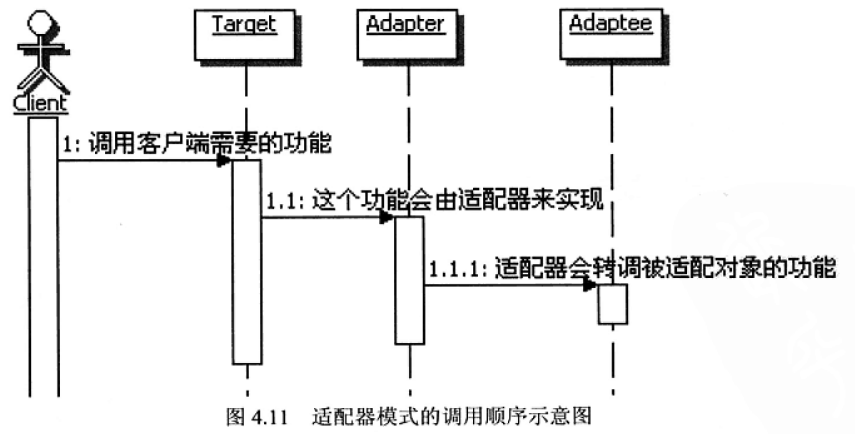 Target
Adapter
Adaptee
Client
1: 调用客户端需要的功能
1.1: 这个功能会由适配器来实现
1.1.1: 适配器会转调被适配对象的功能
图 4.11 适配器模式的调用顺序示意图